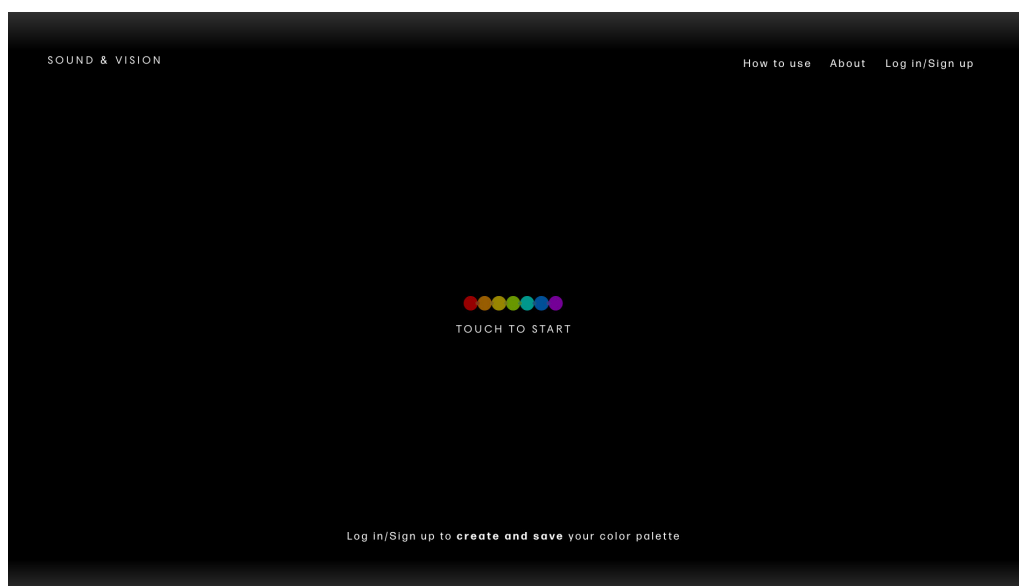 SOUND & VISION
How to use About Log in/Sign up
TOUCH TO START
Log in/Sign up to create and save your color palette